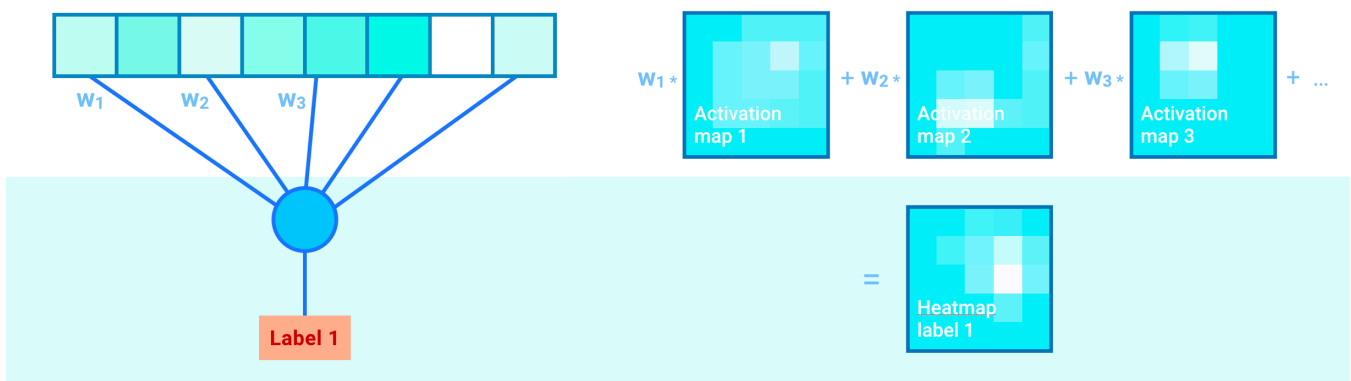 w1 w2 w3
Label 1
w1 * + w2 * + w3 * + ...
Activation
map 1
Activation
map 2
Activation
map 3
=
Heatmap
label 1